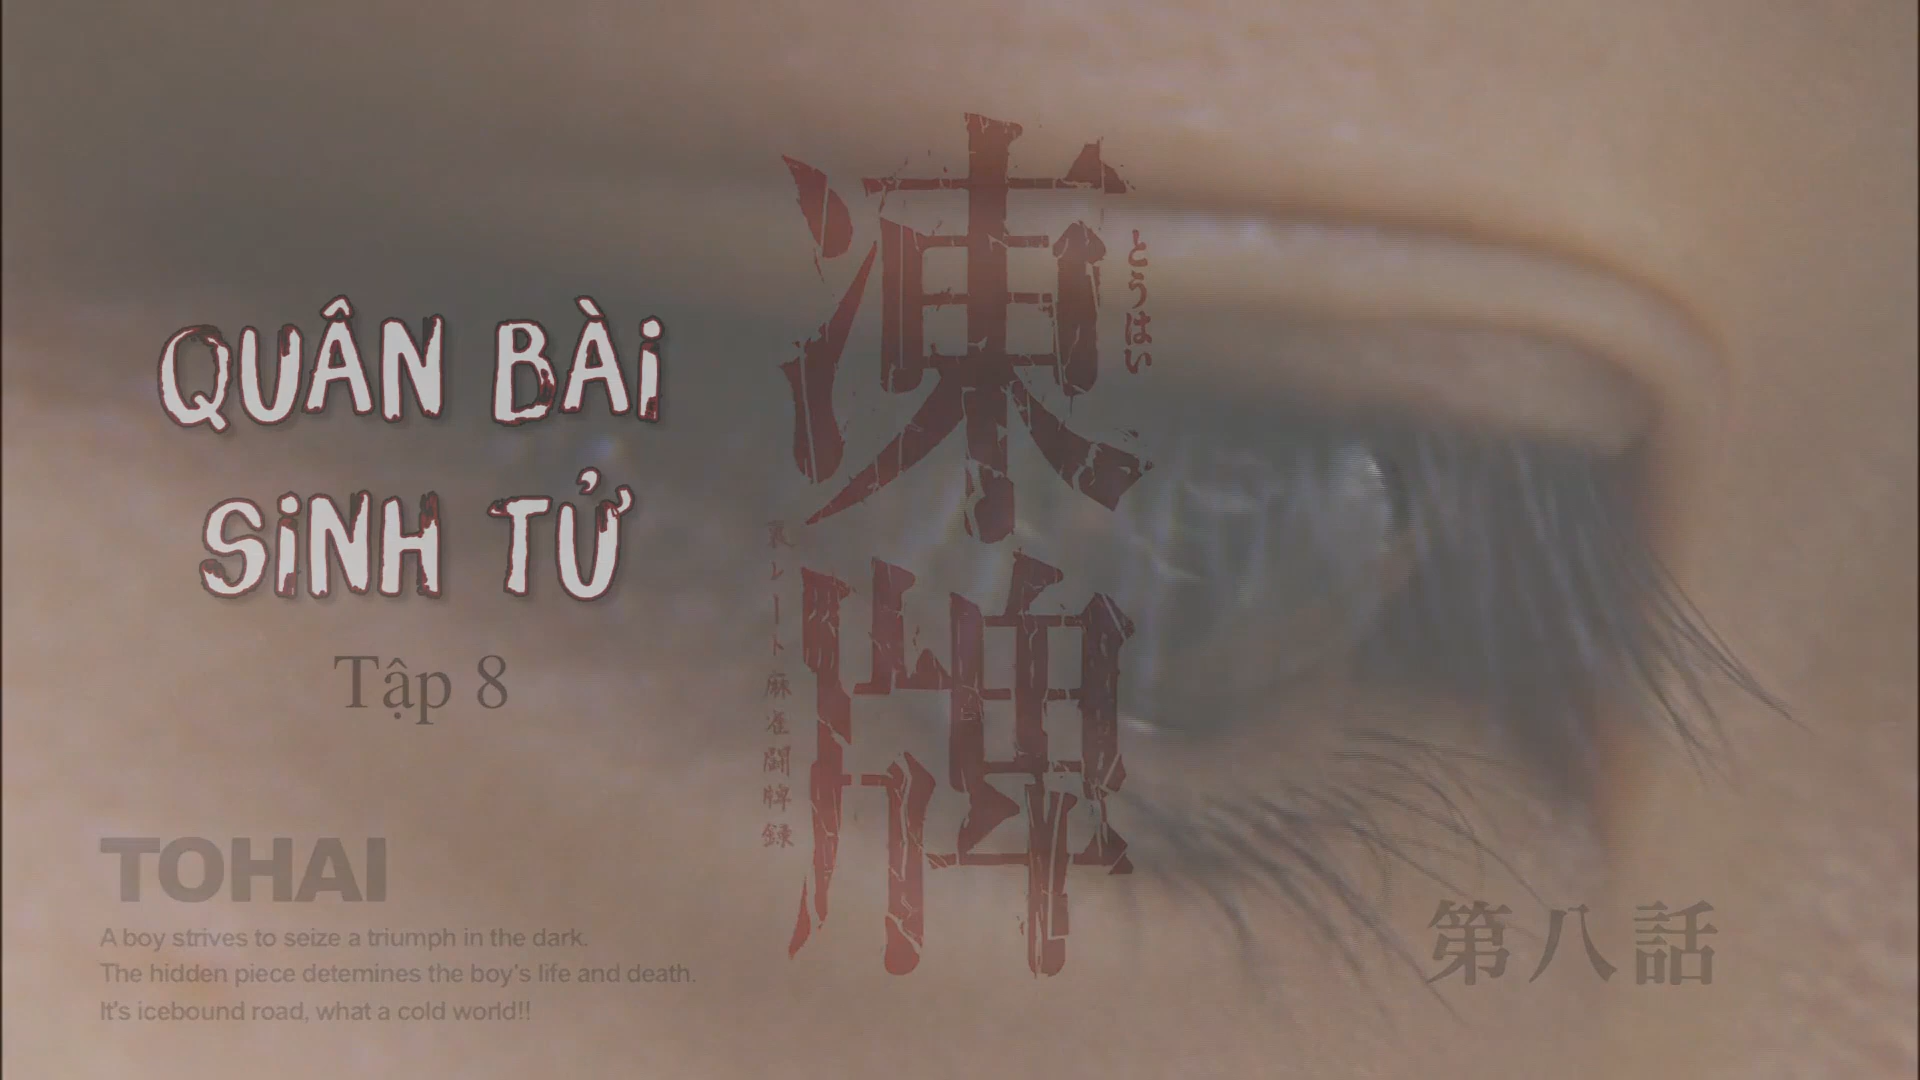 QUÂN BÀI
SINH TỬ
Tập 8
凍牌
とうはい
裏レート麻雀闘牌録
TOHAI
A boy strives to seize a triumph in the dark.
The hidden piece detemines the boy's life and death.
It's icebound road, what a cold world!!
第八話